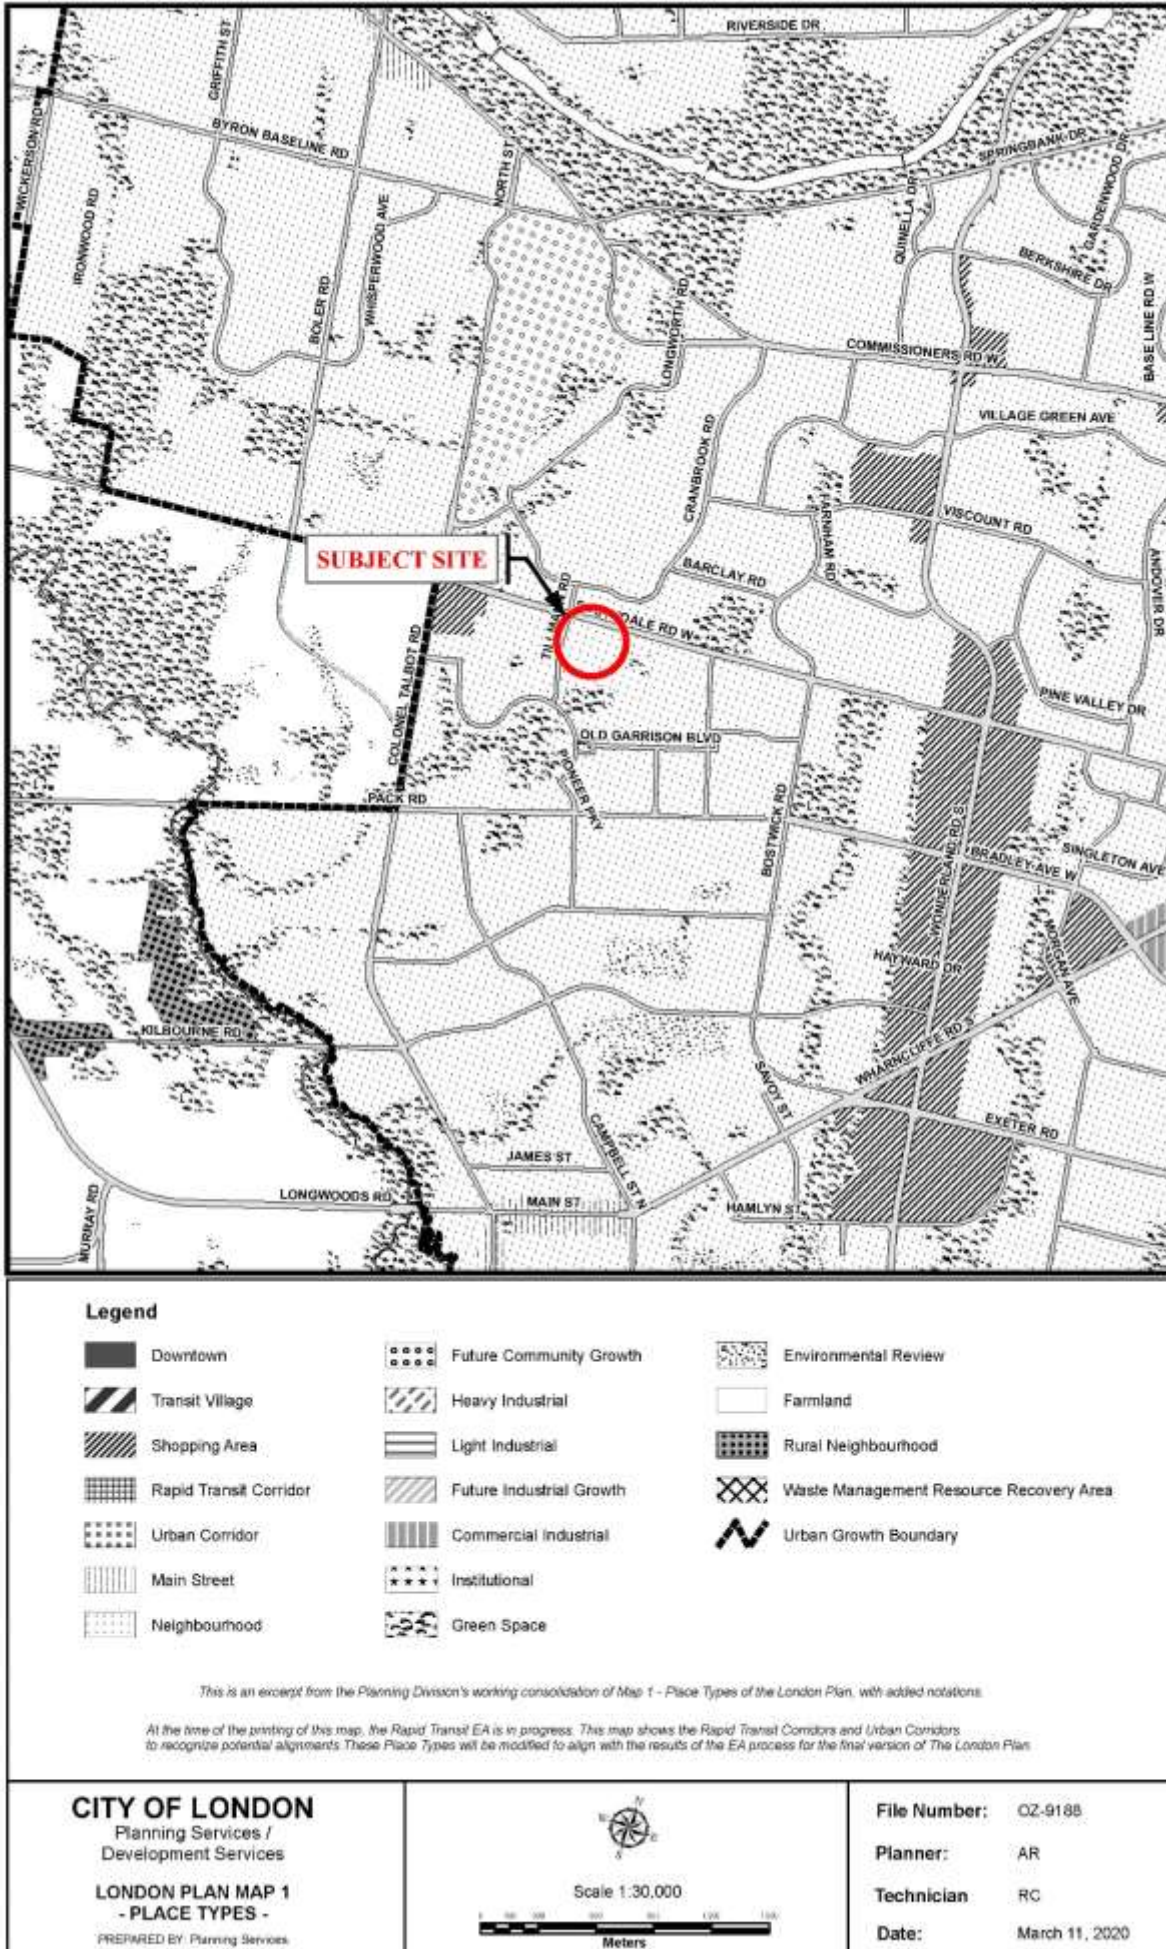 RIVERSIDE DR
GRIFFITH ST
WICKERSON RD
BYRON BASELINE RD
NORTH ST
SPRINGBANK DR
GARDENWOOD DR
QUINELLA DR
IRONWOOD RD
WHISPERWOOD AVE
BERKSHIRE DR
BOLER RD
LONGWORTH RD
BASE LINE RD W
COMMISSIONERS RD W
VILLAGE GREEN AVE
CRANBROOK RD
FARNHAM RD
VISCOUNT RD
SUBJECT SITE
BARCLAY RD
ANDOVER DR
DALE RD W
COLONEL TALBOT RD
PINE VALLEY DR
OLD GARRISON BLVD
PIONEER PKY
PACK RD
BOSTWICK RD
WONDERLAND RD S
BRADLEY AVE W
SINGLETON AVE
MORGAN AVE
HAYWARD DR
KILBOURNE RD
WHARNCLIFFE RD
SAVOY ST
EXETER RD
CAMPBELL ST N
JAMES ST
LONGWOODS RD
MAIN ST
HAMLYN ST
MURRAY RD
Legend
Downtown
Transit Village
Shopping Area
Rapid Transit Corridor
Urban Corridor
Main Street
Neighbourhood
Future Community Growth
Heavy Industrial
Light Industrial
Future Industrial Growth
Commercial Industrial
Institutional
Green Space
Environmental Review
Farmland
Rural Neighbourhood
Waste Management Resource Recovery Area
Urban Growth Boundary
This is an excerpt from the Planning Division's working consolidation of Map 1 - Place Types of the London Plan, with added notations.
At the time of the printing of this map, the Rapid Transit EA is in progress. This map shows the Rapid Transit Corridors and Urban Corridors
to recognize potential alignments. These Place Types will be modified to align with the results of the EA process for the final version of The London Plan.
CITY OF LONDON
Planning Services /
Development Services
LONDON PLAN MAP 1
- PLACE TYPES -
PREPARED BY: Planning Services
Scale 1:30,000
Meters
File Number: OZ-9188
Planner: AR
Technician RC
Date: March 11, 2020